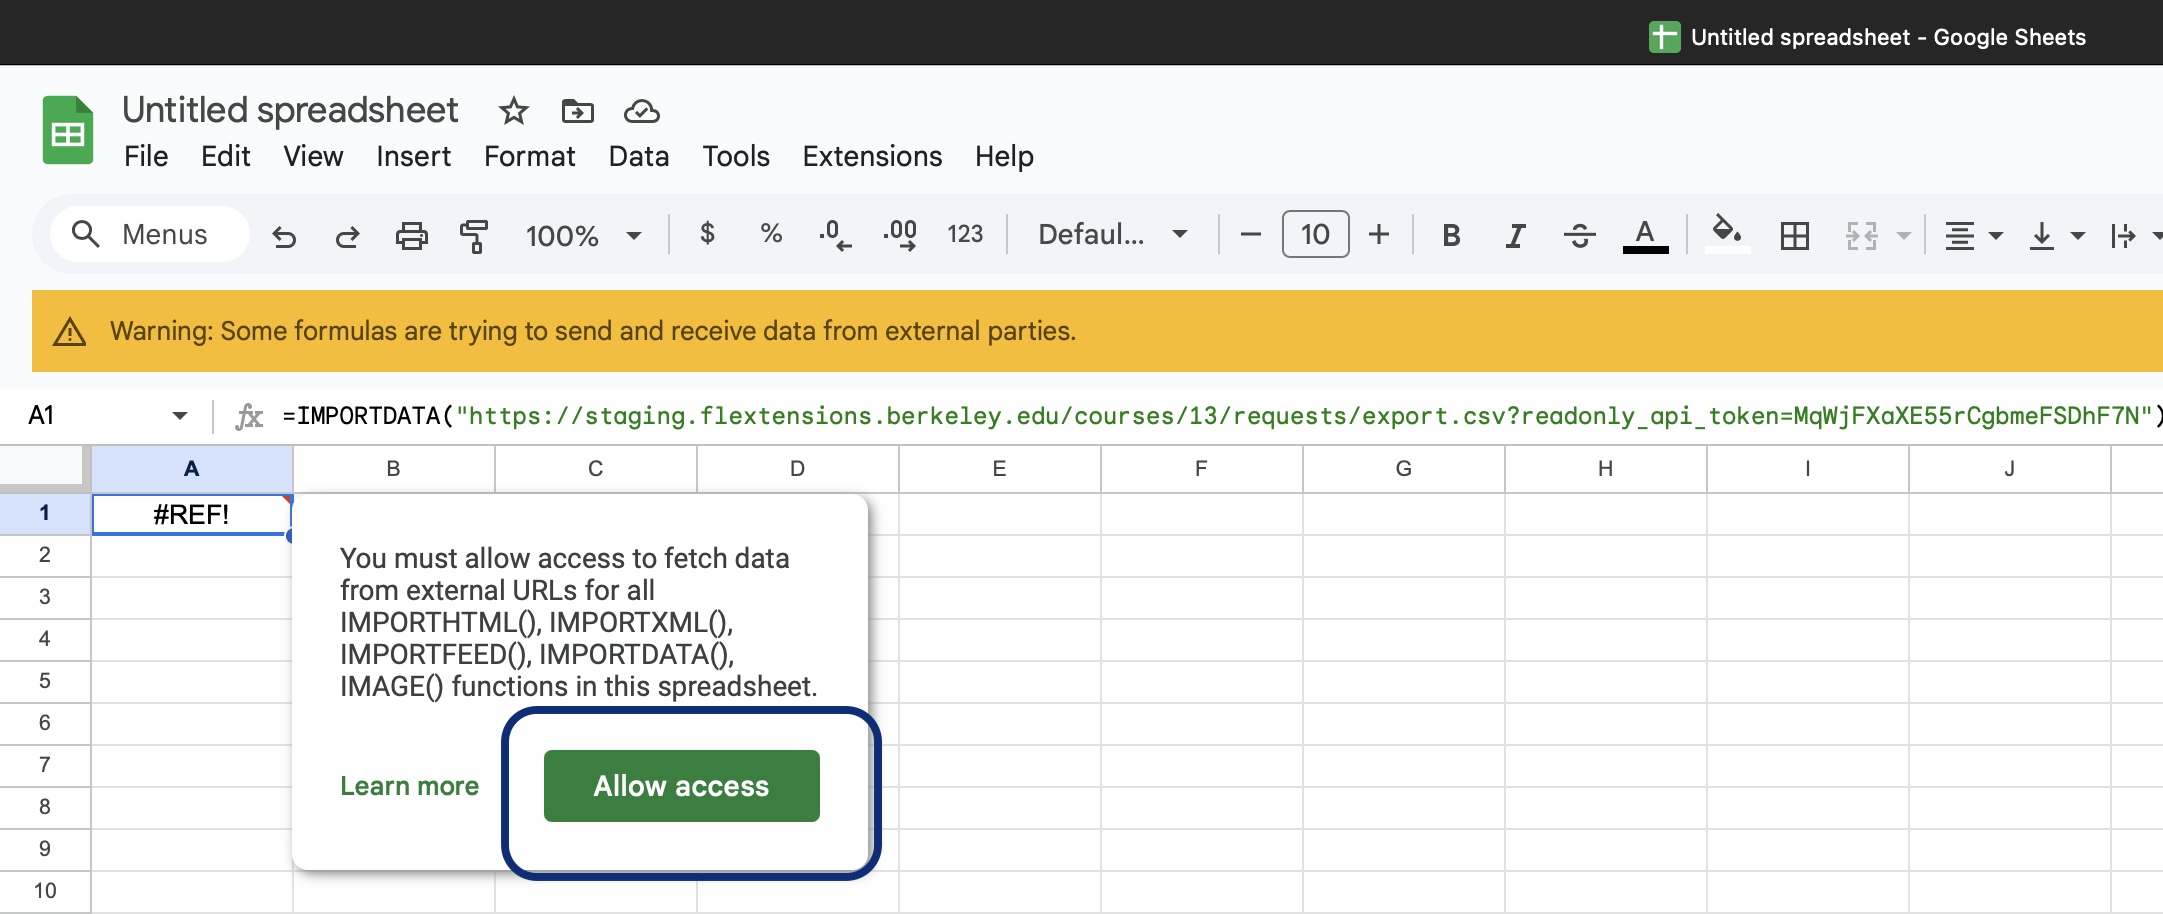 Untitled spreadsheet - Google Sheets
Untitled spreadsheet
File Edit View Insert Format Data Tools Extensions Help
Menus 100% $ % .0 .00 123 Defaul... − 10 + B I S A
Warning: Some formulas are trying to send and receive data from external parties.
A1 fx =IMPORTDATA("https://staging.flextensions.berkeley.edu/courses/13/requests/export.csv?readonly_api_token=MqWjFXaXE55rCgbmeFSDhF7N")
A B C D E F G H I J
1 #REF!
2
You must allow access to fetch data
3
from external URLs for all
IMPORTHTML(), IMPORTXML(),
4
IMPORTFEED(), IMPORTDATA(),
5
IMAGE() functions in this spreadsheet.
6
7
Learn more Allow access
8
9
10